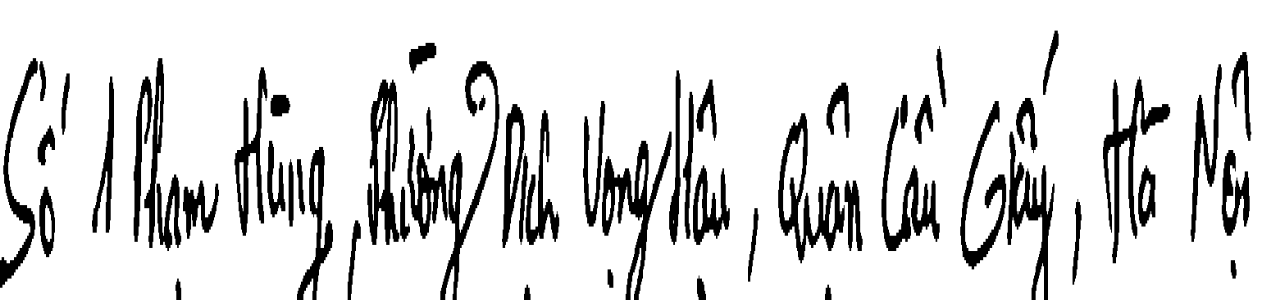 Số 1 Phạm Hùng, Phường Dịch Vọng Hậu, Quận Cầu Giấy, Hà Nội